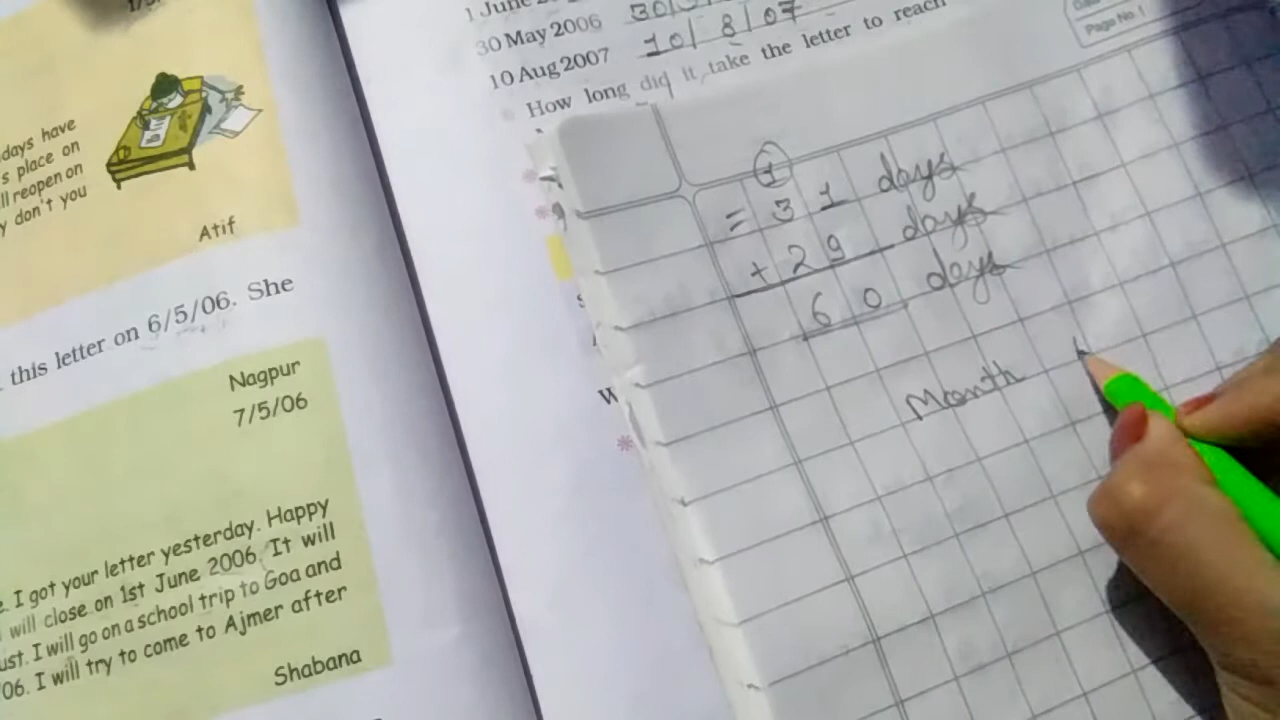 days have
s place on
ll reopen on
y don't you
Atif
this letter on 6/5/06. She
Nagpur
7/5/06
I got your letter yesterday. Happy
will close on 1st June 2006. It will
ust. I will go on a school trip to Goa and
06. I will try to come to Ajmer after
Shabana
1 June
30 May 2006
10 Aug 2007 10/8/07
How long did it take the letter to reach
Page No.
1
= 31 days
+ 29 days
60 days
Month